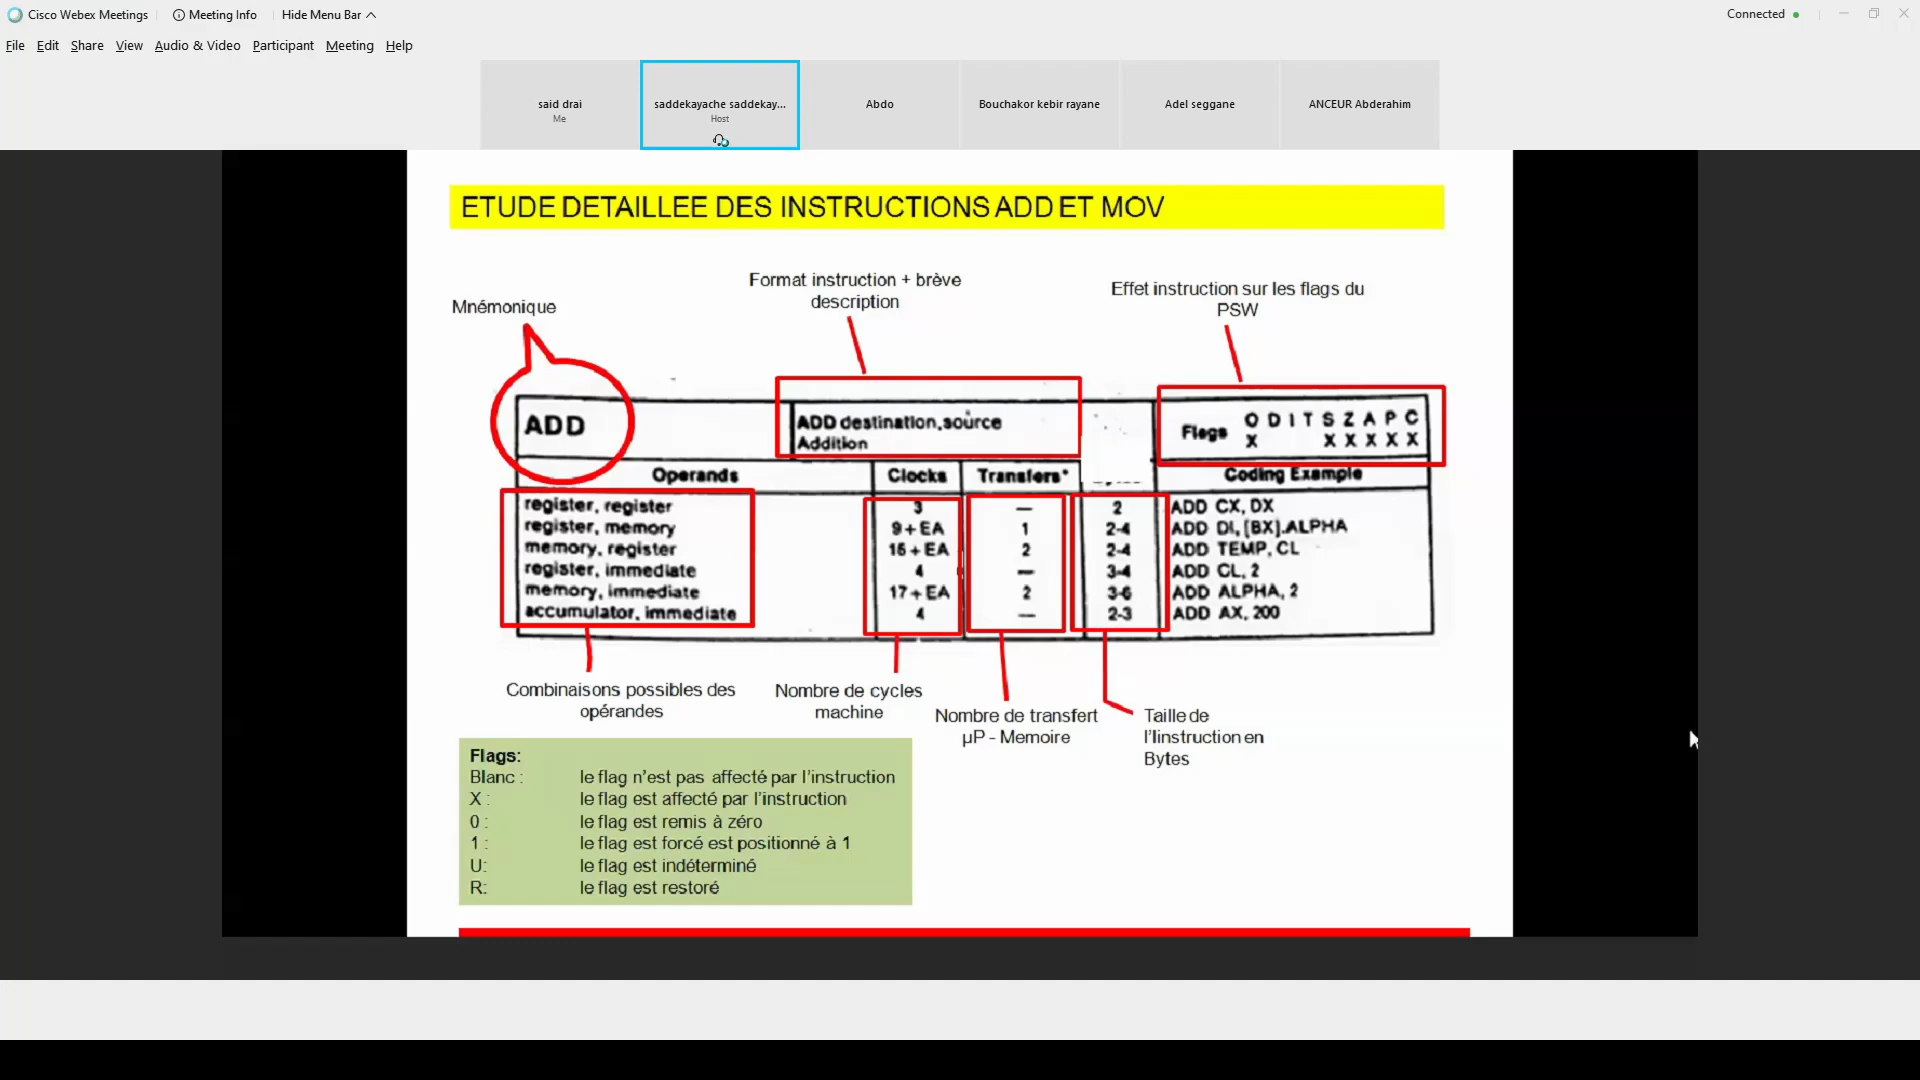 Cisco Webex Meetings
Meeting Info
Hide Menu Bar
Connected
File Edit Share View Audio & Video Participant Meeting Help
said drai
Me
saddekayache saddekay...
Host
Abdo
Bouchakor kebir rayane
Adel seggane
ANCEUR Abderahim
ETUDE DETAILLEE DES INSTRUCTIONS ADD ET MOV
Mnémonique
Format instruction + brève
description
Effet instruction sur les flags du
PSW
ADD
ADD destination,source
Addition
Flags
O D I T S Z A P C
X X X X X X
Operands Clocks Transfers* Coding Example
register, register 3 — 2 ADD CX, DX
register, memory 9 + EA 1 2-4 ADD DI, [BX].ALPHA
memory, register 16 + EA 2 2-4 ADD TEMP, CL
register, immediate 4 — 3-4 ADD CL, 2
memory, immediate 17 + EA 2 3-6 ADD ALPHA, 2
accumulator, immediate 4 — 2-3 ADD AX, 200
Combinaisons possibles des
opérandes
Nombre de cycles
machine
Nombre de transfert
µP - Memoire
Taille de
l'linstruction en
Bytes
Flags:
Blanc : le flag n'est pas affecté par l'instruction
X : le flag est affecté par l'instruction
0 : le flag est remis à zéro
1 : le flag est forcé est positionné à 1
U: le flag est indéterminé
R: le flag est restoré